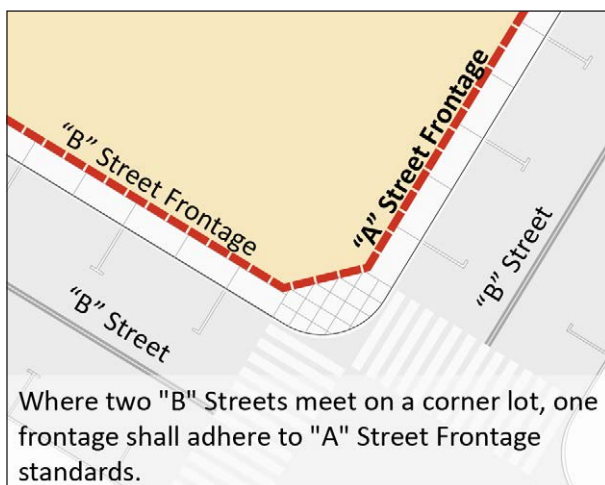 “B” Street Frontage
“A” Street Frontage
“B” Street
“B” Street
Where two "B" Streets meet on a corner lot, one
frontage shall adhere to "A" Street Frontage
standards.